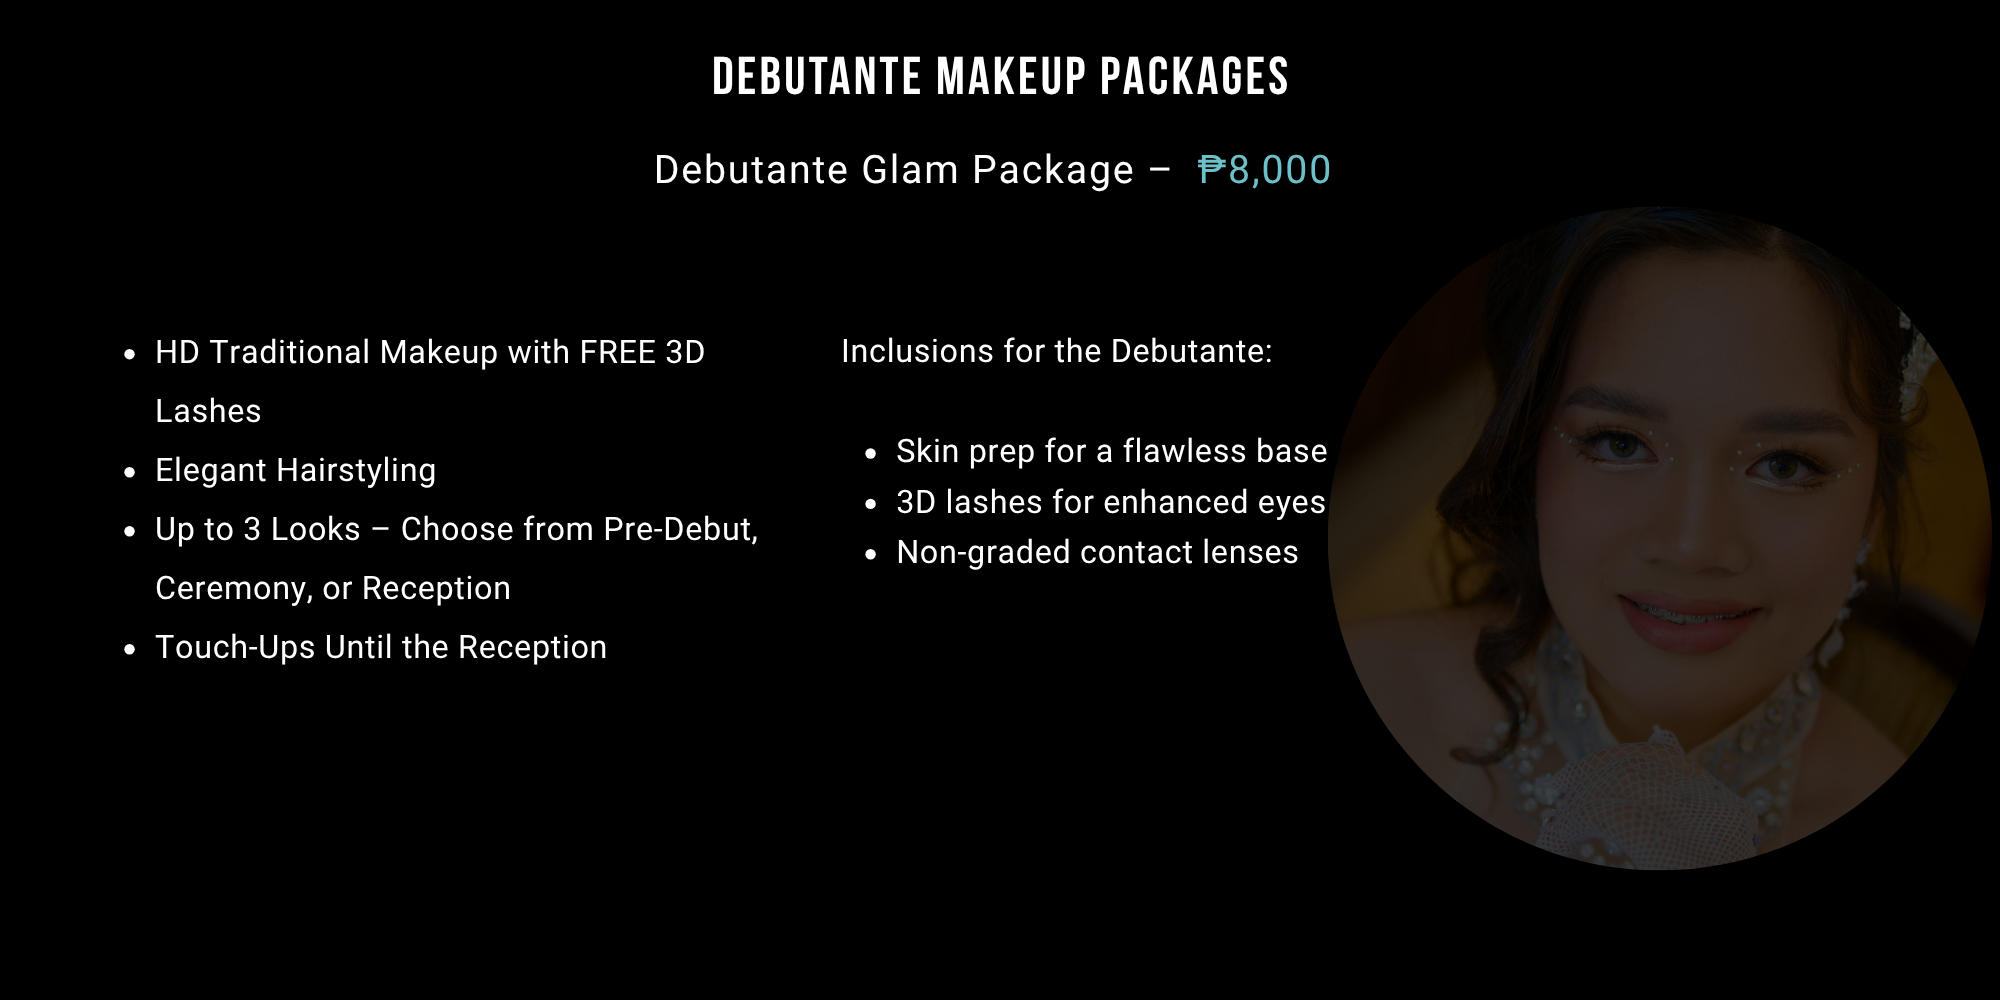 DEBUTANTE MAKEUP PACKAGES
Debutante Glam Package – ₱8,000
• HD Traditional Makeup with FREE 3D
Lashes
• Elegant Hairstyling
• Up to 3 Looks – Choose from Pre-Debut,
Ceremony, or Reception
• Touch-Ups Until the Reception
Inclusions for the Debutante:
• Skin prep for a flawless base
• 3D lashes for enhanced eyes
• Non-graded contact lenses